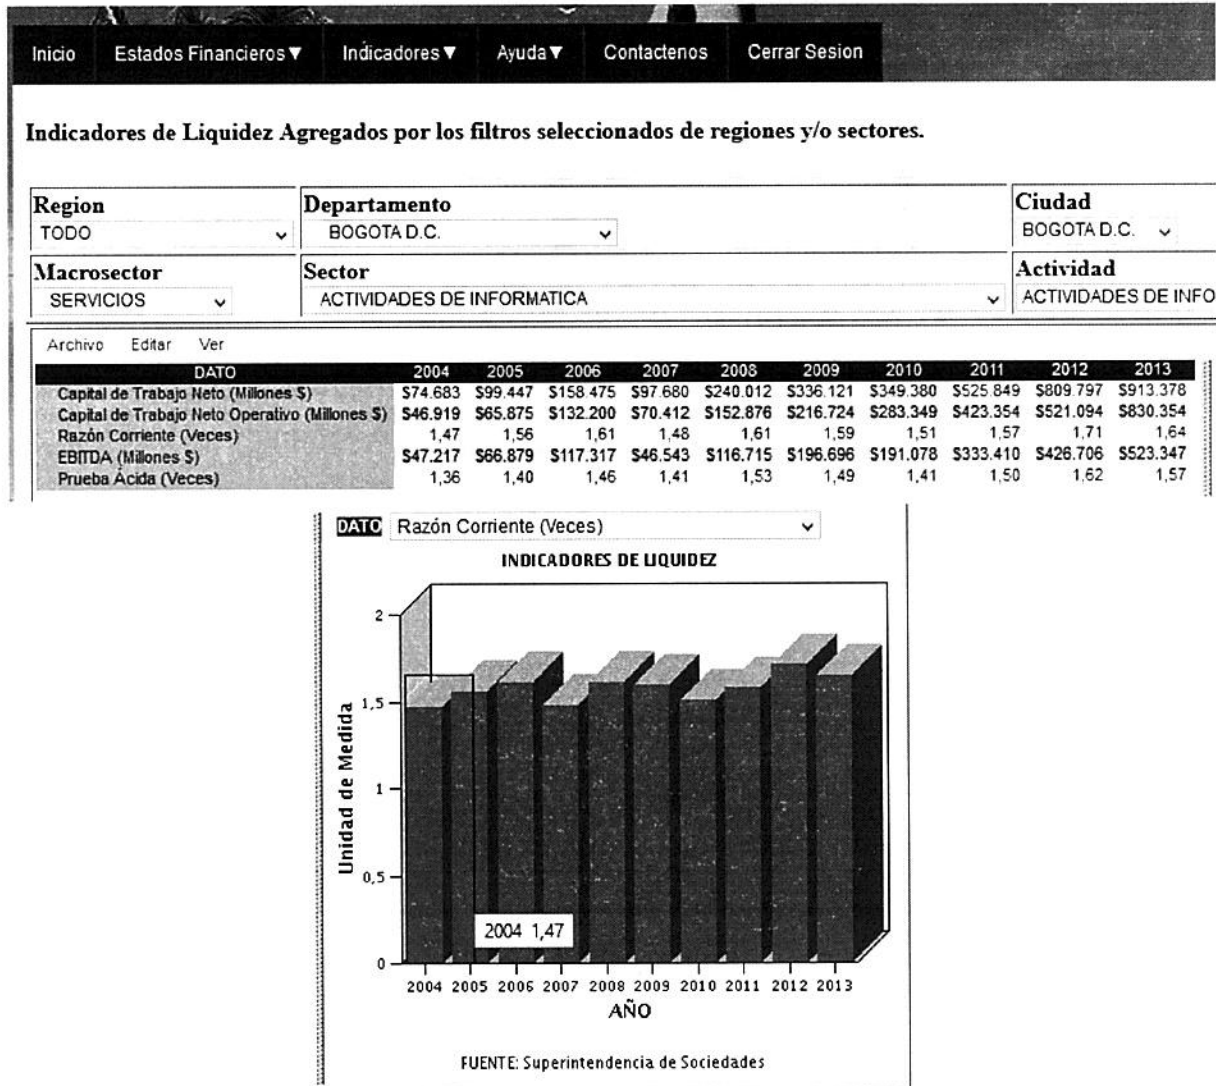 Inicio Estados Financieros▼ Indicadores▼ Ayuda▼ Contactenos Cerrar Sesion
Indicadores de Liquidez Agregados por los filtros seleccionados de regiones y/o sectores.
Region Departamento Ciudad
TODO BOGOTA D.C. BOGOTA D.C.
Macrosector Sector Actividad
SERVICIOS ACTIVIDADES DE INFORMATICA ACTIVIDADES DE INFO
Archivo Editar Ver
DATO 2004 2005 2006 2007 2008 2009 2010 2011 2012 2013
Capital de Trabajo Neto (Millones $) $74.683 $99.447 $158.475 $97.680 $240.012 $336.121 $349.380 $525.849 $809.797 $913.378
Capital de Trabajo Neto Operativo (Millones $) $46.919 $65.875 $132.200 $70.412 $152.876 $216.724 $283.349 $423.354 $521.094 $830.354
Razón Corriente (Veces) 1,47 1,56 1,61 1,48 1,61 1,59 1,51 1,57 1,71 1,64
EBITDA (Millones $) $47.217 $66.879 $117.317 $46.543 $116.715 $196.696 $191.078 $333.410 $426.706 $523.347
Prueba Ácida (Veces) 1,36 1,40 1,46 1,41 1,53 1,49 1,41 1,50 1,62 1,57
DATO Razón Corriente (Veces)
INDICADORES DE LIQUIDEZ
2
1,5
1
0,5
0
Unidad de Medida
2004 1,47
2004 2005 2006 2007 2008 2009 2010 2011 2012 2013
AÑO
FUENTE: Superintendencia de Sociedades